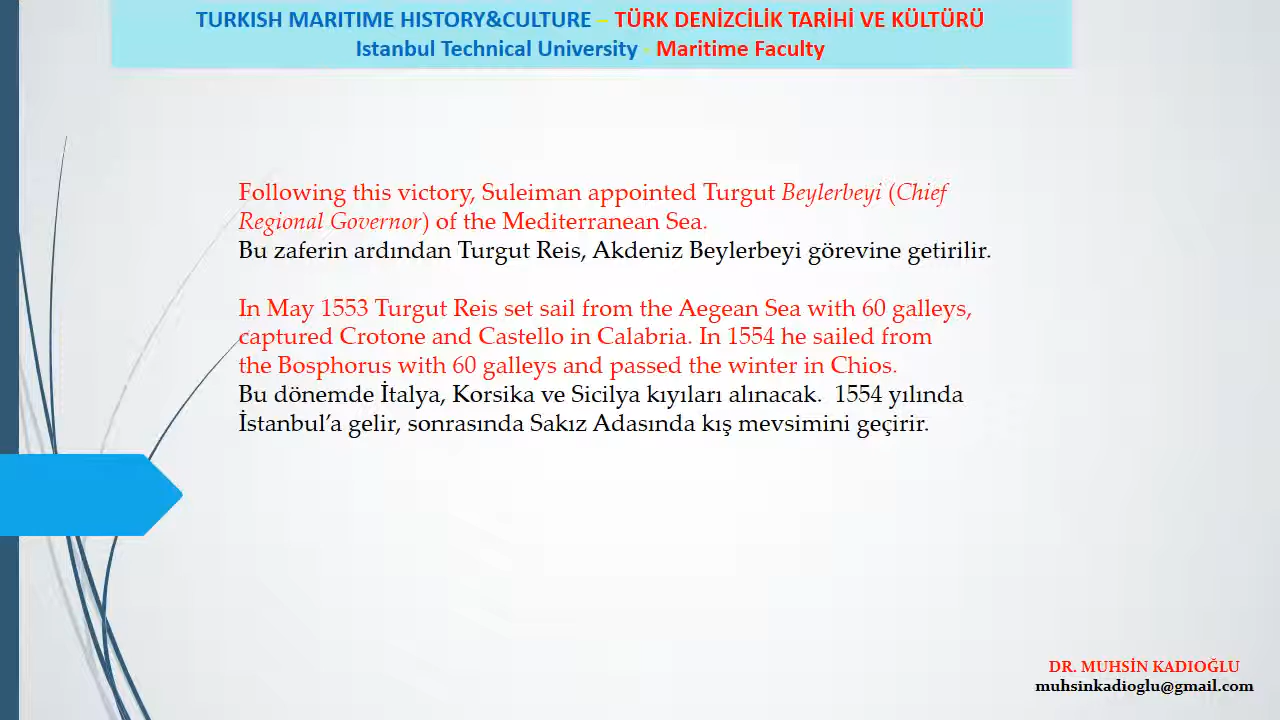 TURKISH MARITIME HISTORY&CULTURE – TÜRK DENİZCİLİK TARİHİ VE KÜLTÜRÜ
Istanbul Technical University - Maritime Faculty
Following this victory, Suleiman appointed Turgut Beylerbeyi (Chief
Regional Governor) of the Mediterranean Sea.
Bu zaferin ardından Turgut Reis, Akdeniz Beylerbeyi görevine getirilir.
In May 1553 Turgut Reis set sail from the Aegean Sea with 60 galleys,
captured Crotone and Castello in Calabria. In 1554 he sailed from
the Bosphorus with 60 galleys and passed the winter in Chios.
Bu dönemde İtalya, Korsika ve Sicilya kıyıları alınacak. 1554 yılında
İstanbul’a gelir, sonrasında Sakız Adasında kış mevsimini geçirir.
DR. MUHSİN KADIOĞLU
muhsinkadioglu@gmail.com